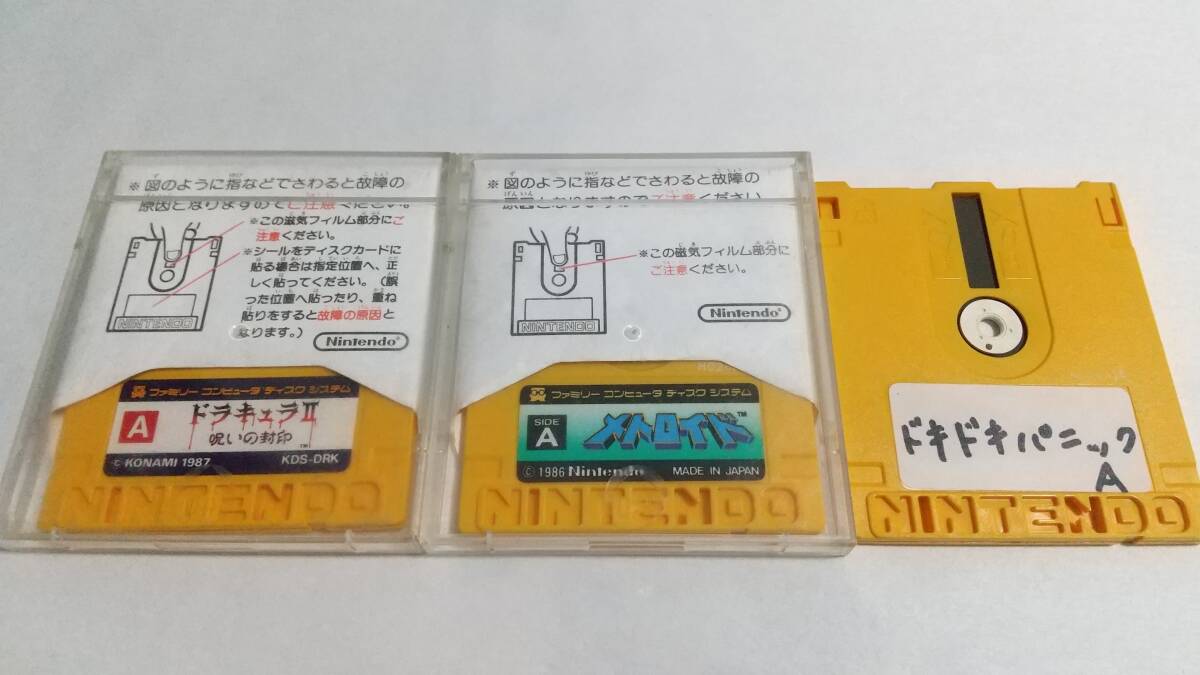 ※図のように指などでさわると故障の
原因となりますのでご注意ください。
※この磁気フィルム部分にご
注意ください。
※シールをディスクカードに
貼る場合は指定位置へ、正
しく貼ってください。(誤
った位置へ貼ったり、重ね
貼りをすると故障の原因と
なります。)
NINTENDO
Nintendo
ファミリー コンピュータ ディスク システム
A
ドラキュラII
呪いの封印
TM
© KONAMI 1987 KDS-DRK
NINTENDO
※図のように指などでさわると故障の
原因となりますのでご注意ください
※この磁気フィルム部分に
ご注意ください。
NINTENDO
Nintendo
ファミリー コンピュータ ディスク システム
SIDE
A
メトロイド TM
© 1986 Nintendo MADE IN JAPAN
NINTENDO
ドキドキパニック
A
NINTENDO